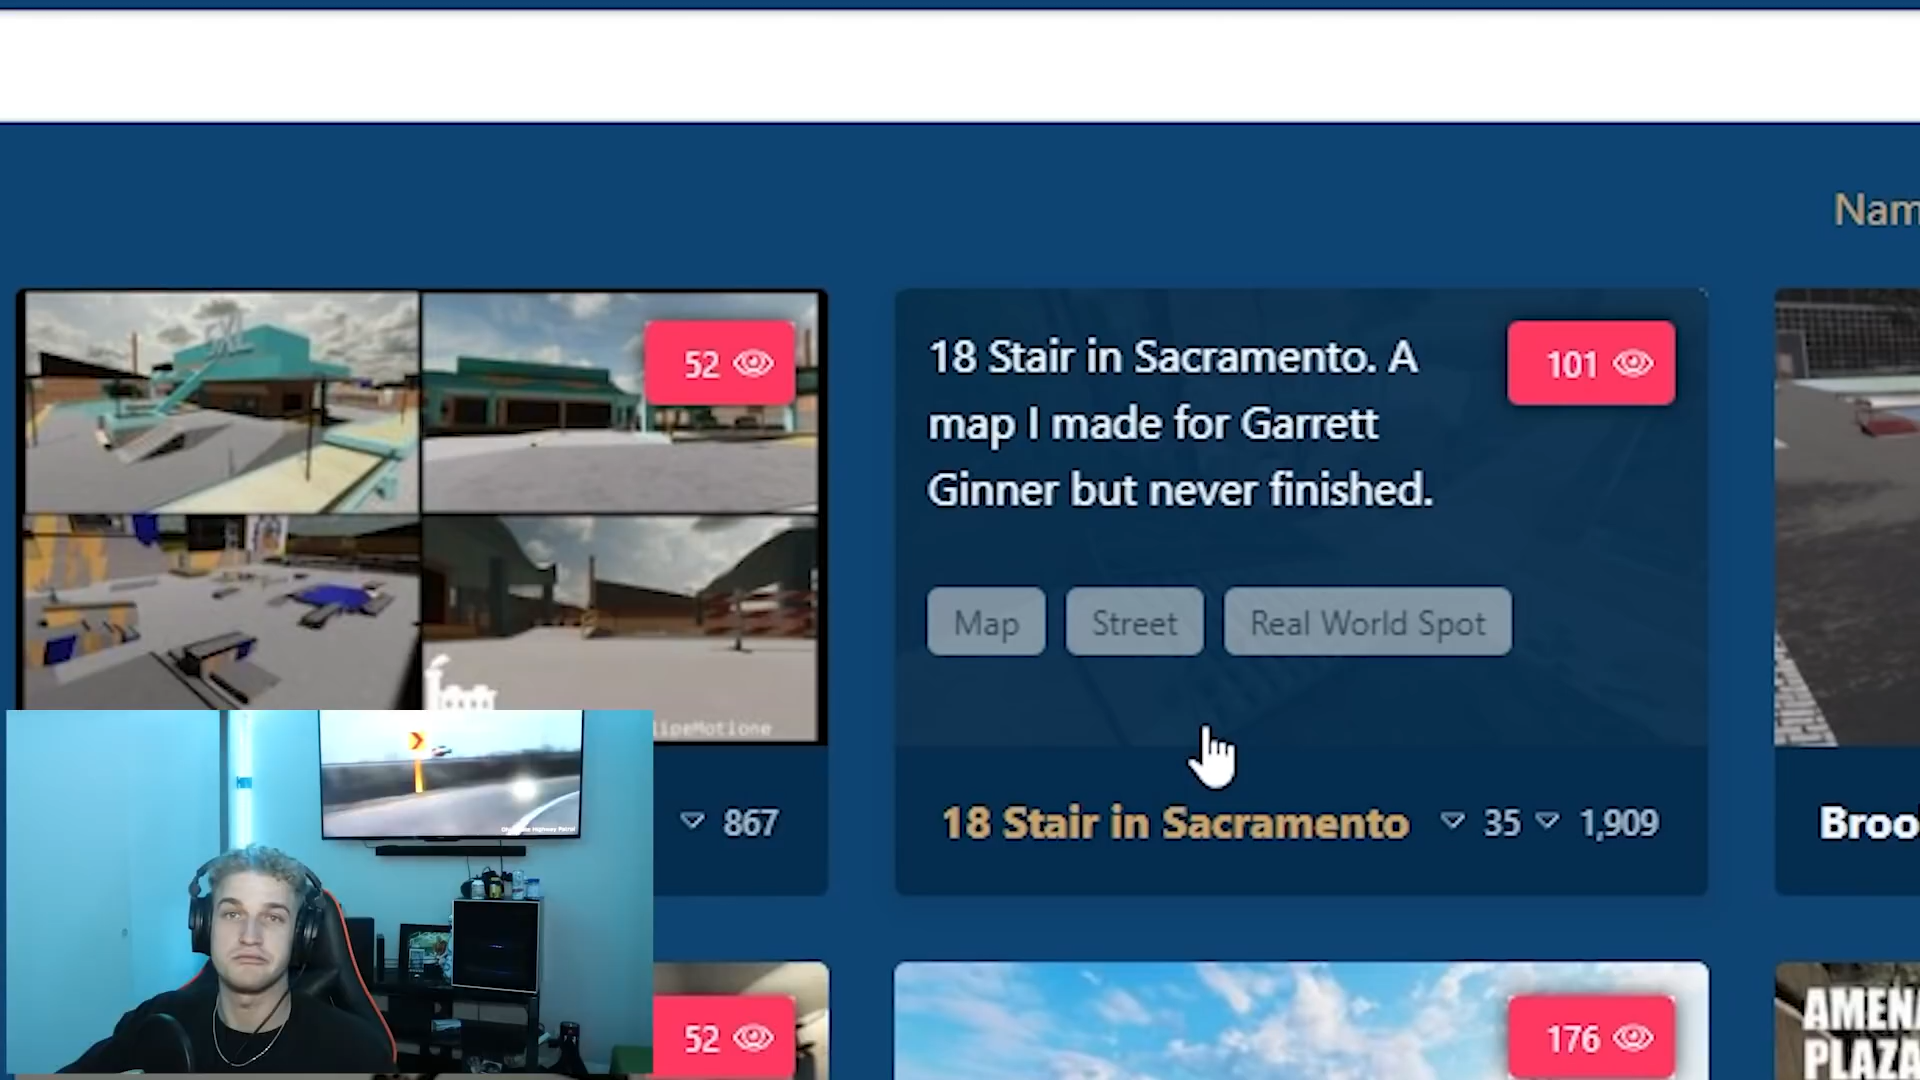 Nam
52
18 Stair in Sacramento. A
map I made for Garrett
Ginner but never finished.
101
Map
Street
Real World Spot
lipeMotione
867
18 Stair in Sacramento
35
1,909
Broo
52
176
AMENA
PLAZA